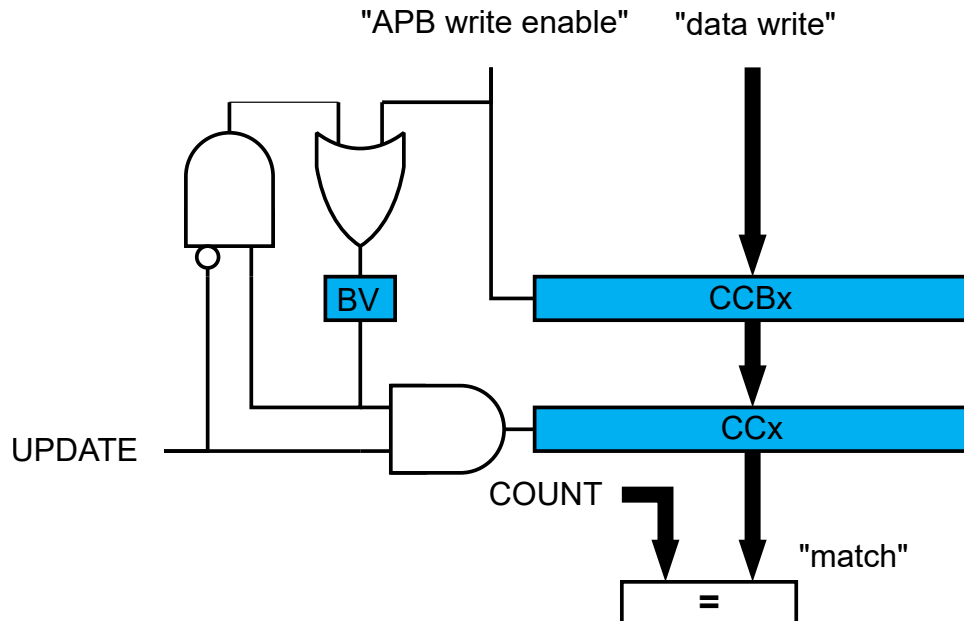 "APB write enable"
"data write"
BV
CCBx
CCx
UPDATE
COUNT
"match"
=